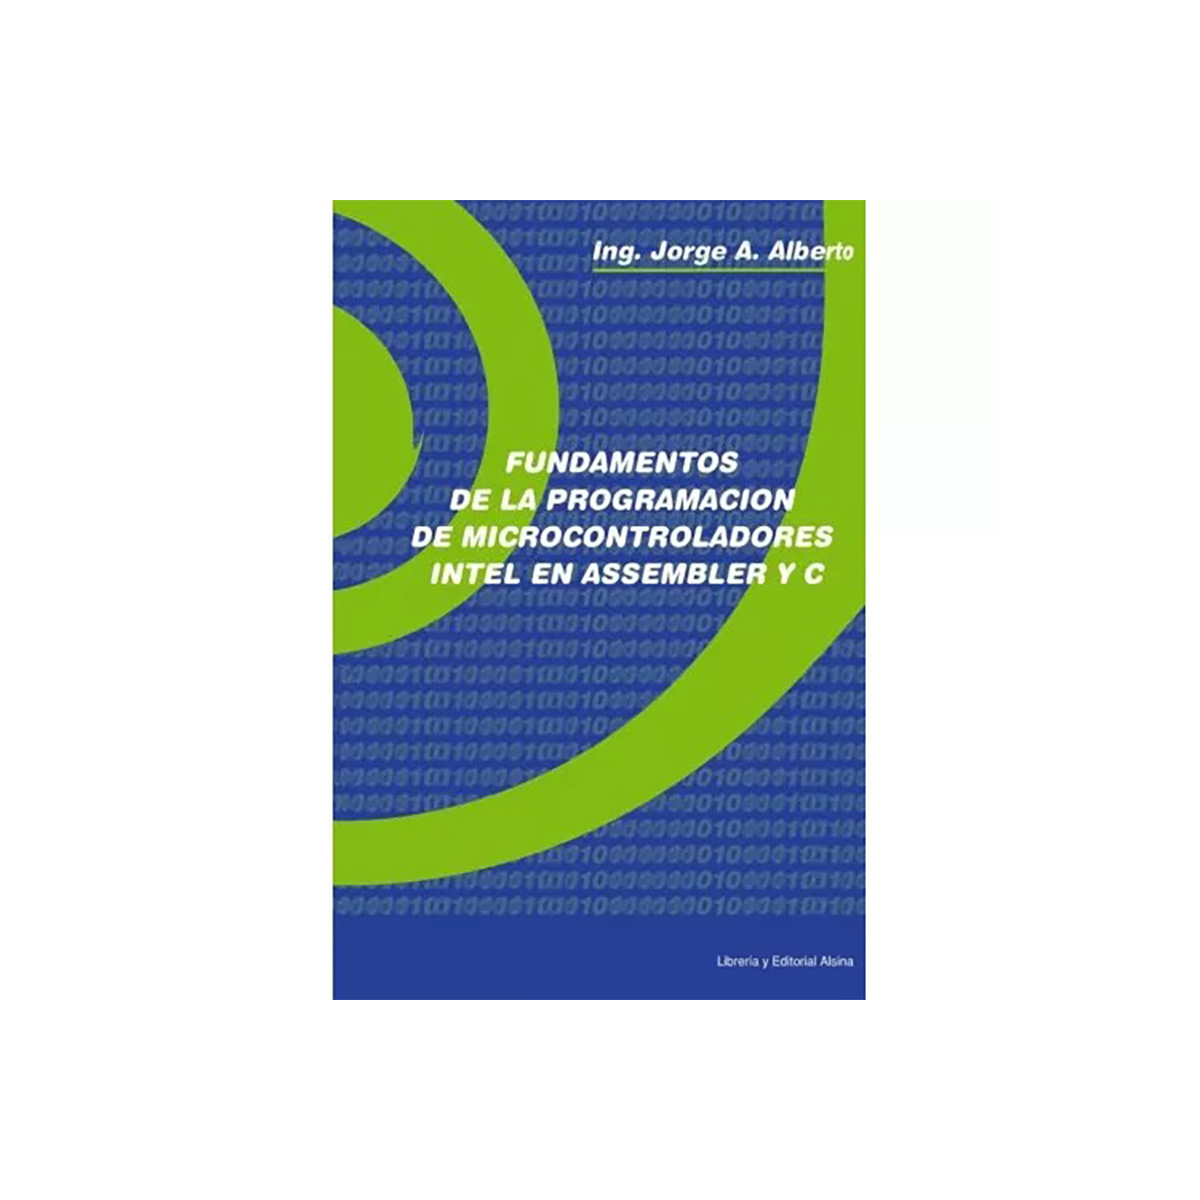 Ing. Jorge A. Alberto
FUNDAMENTOS
DE LA PROGRAMACION
DE MICROCONTROLADORES
INTEL EN ASSEMBLER Y C
Librería y Editorial Alsina